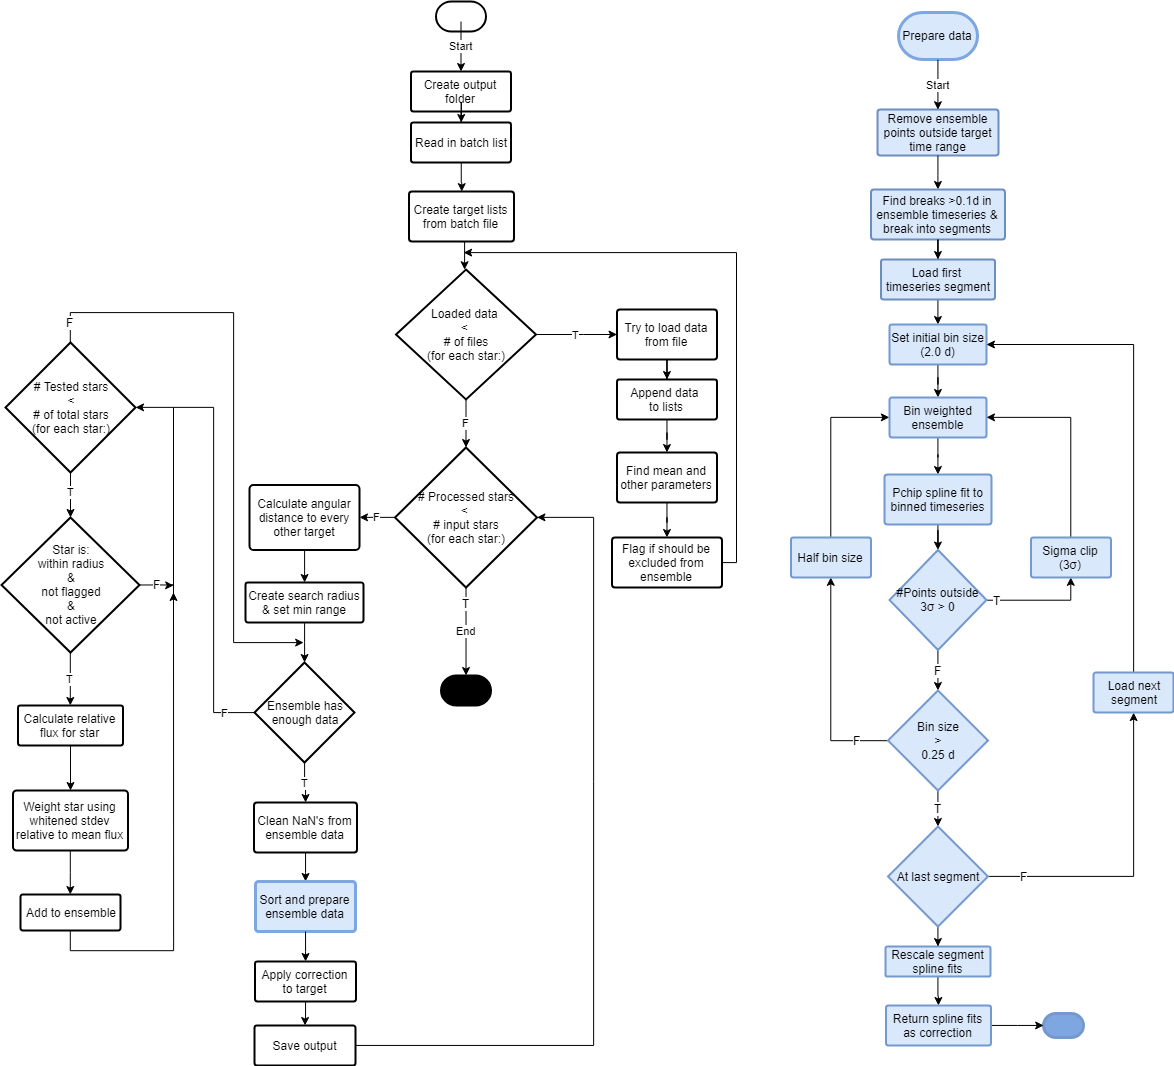 Start
Create output
folder
Read in batch list
Create target lists
from batch file
Loaded data
<
# of files
(for each star:)
T
Try to load data
from file
Append data
to lists
Find mean and
other parameters
Flag if should be
excluded from
ensemble
F
# Processed stars
<
# input stars
(for each star:)
T
End
F
Calculate angular
distance to every
other target
Create search radius
& set min range
Ensemble has
enough data
F
T
Clean NaN's from
ensemble data
Sort and prepare
ensemble data
Apply correction
to target
Save output
F
# Tested stars
<
# of total stars
(for each star:)
T
Star is:
within radius
&
not flagged
&
not active
F
T
Calculate relative
flux for star
Weight star using
whitened stdev
relative to mean flux
Add to ensemble
Prepare data
Start
Remove ensemble
points outside target
time range
Find breaks >0.1d in
ensemble timeseries &
break into segments
Load first
timeseries segment
Set initial bin size
(2.0 d)
Bin weighted
ensemble
Pchip spline fit to
binned timeseries
#Points outside
3σ > 0
T
Sigma clip
(3σ)
F
Bin size
>
0.25 d
F
Half bin size
T
At last segment
F
Load next
segment
Rescale segment
spline fits
Return spline fits
as correction